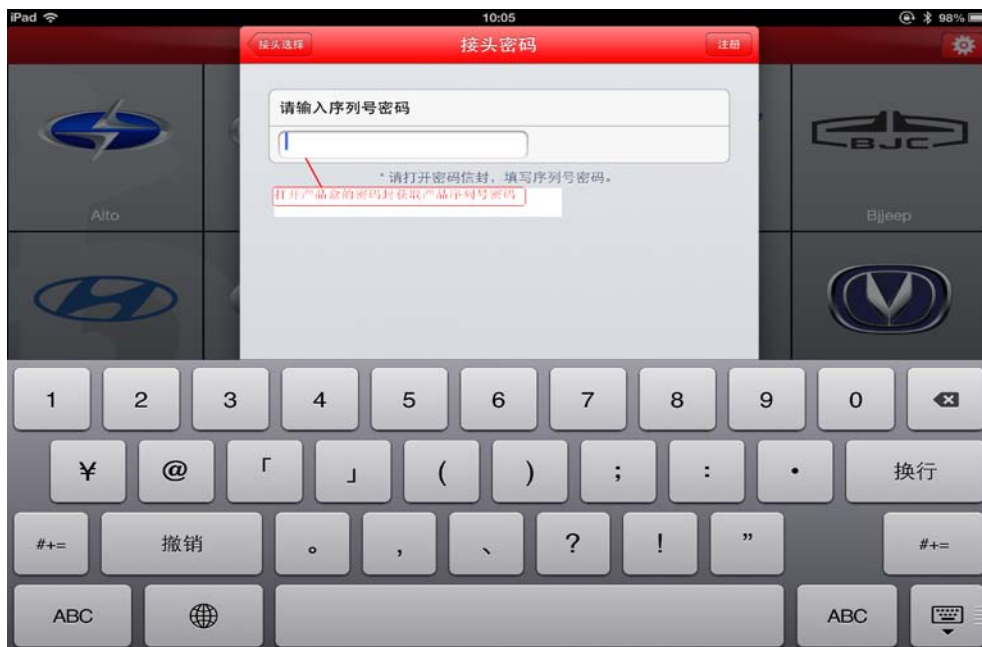 iPad 10:05 98%
接头选择 接头密码 注册
请输入序列号密码
*请打开密码信封，填写序列号密码。
打开产品盒的密码封获取产品序列号密码
BJC
Alto Bjjeep
1 2 3 4 5 6 7 8 9 0
¥ @ 「 」 ( ) ; : • 换行
#+= 撤销 。 , 、 ? ! ” #+=
ABC ABC